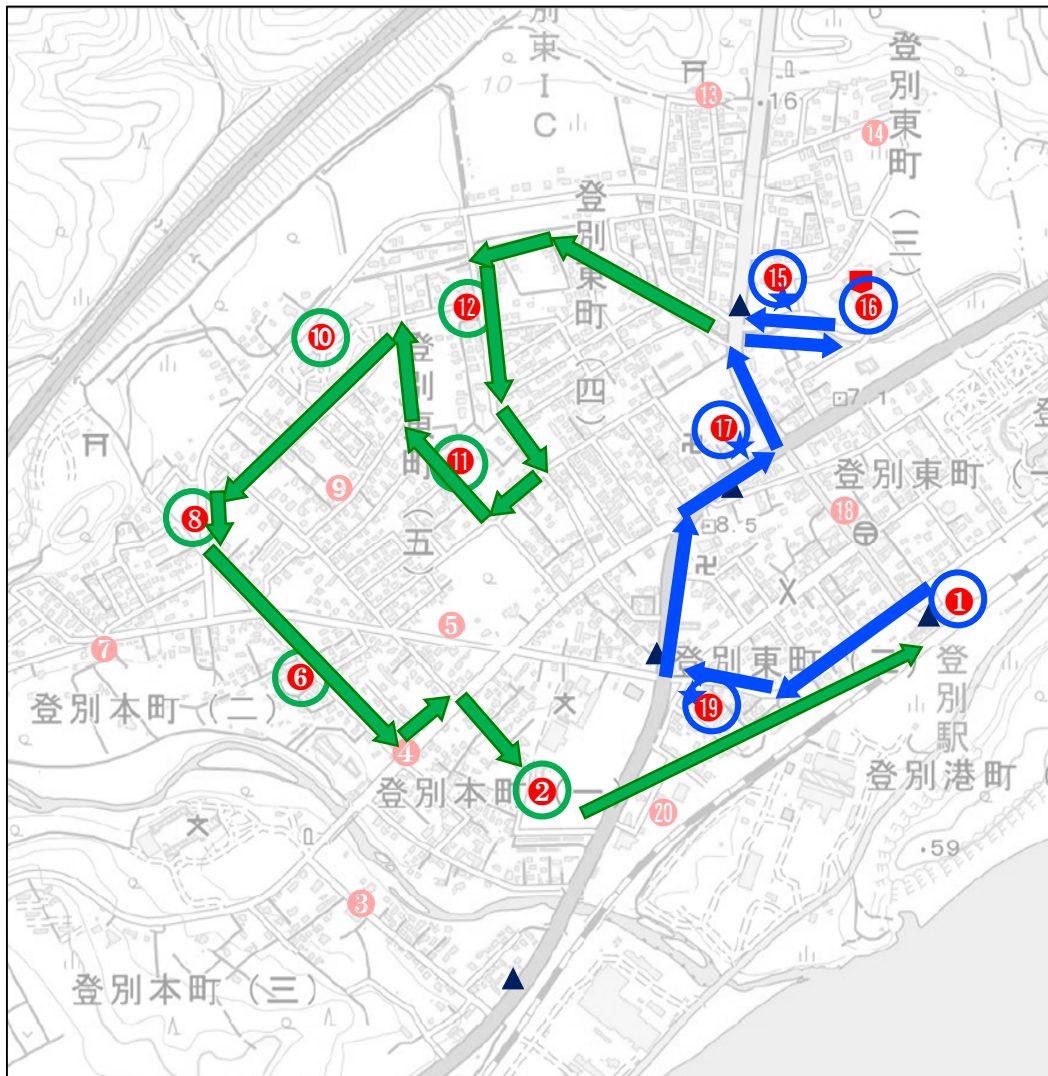 別東IC
10
⑬
・16
登別東町(三)
⑭
登別東町(四)
⑮
⑯
⑫
⑩
登別東町(五)
7.1
⑰
⑪
登別東町(一
⑨
⑱
⑧
8.5
①
⑤
⑦
登別東町(二)
登別駅
⑥
登別本町(二)
⑲
④
登別港町(
登別本町(一)
②
⑳
・59
③
登別本町(三)